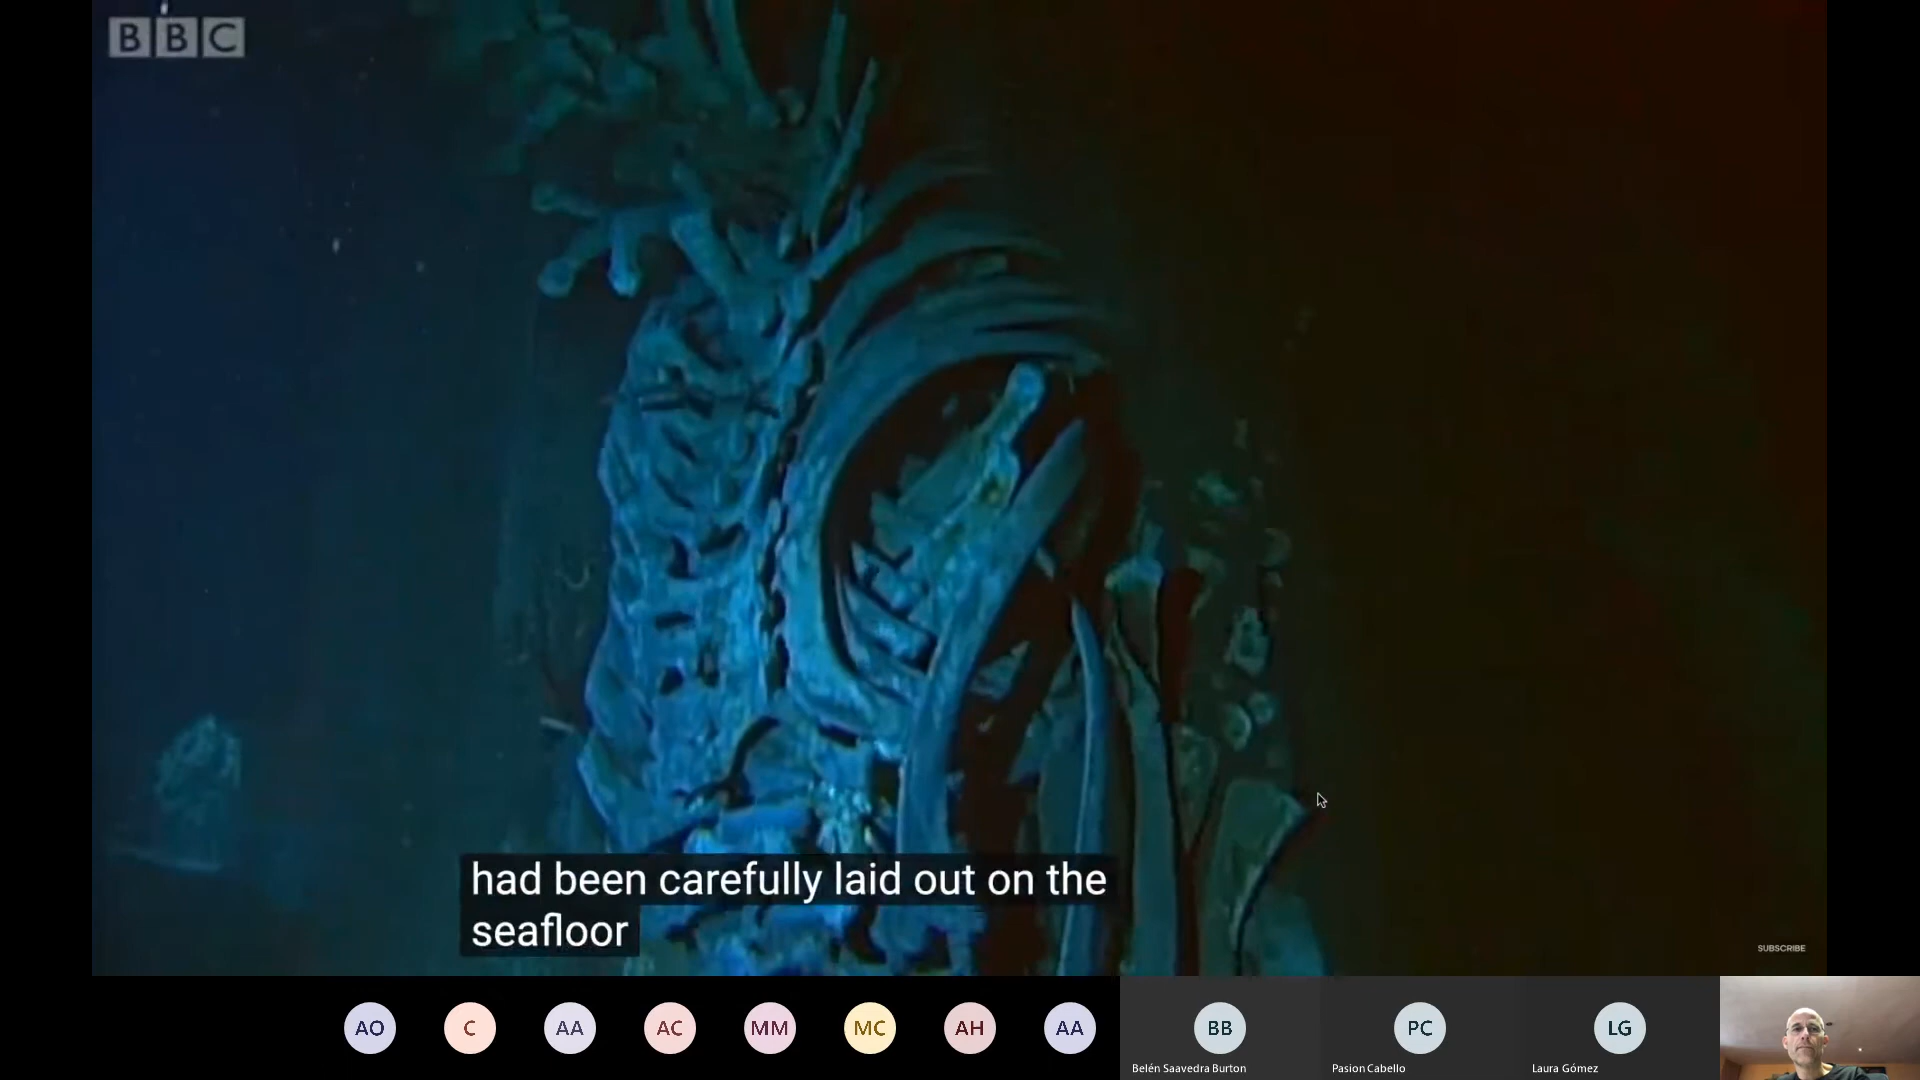 BBC
had been carefully laid out on the
seafloor
SUBSCRIBE
AO
C
AA
AC
MM
MC
AH
AA
BB
PC
LG
Belén Saavedra Burton
Pasion Cabello
Laura Gómez